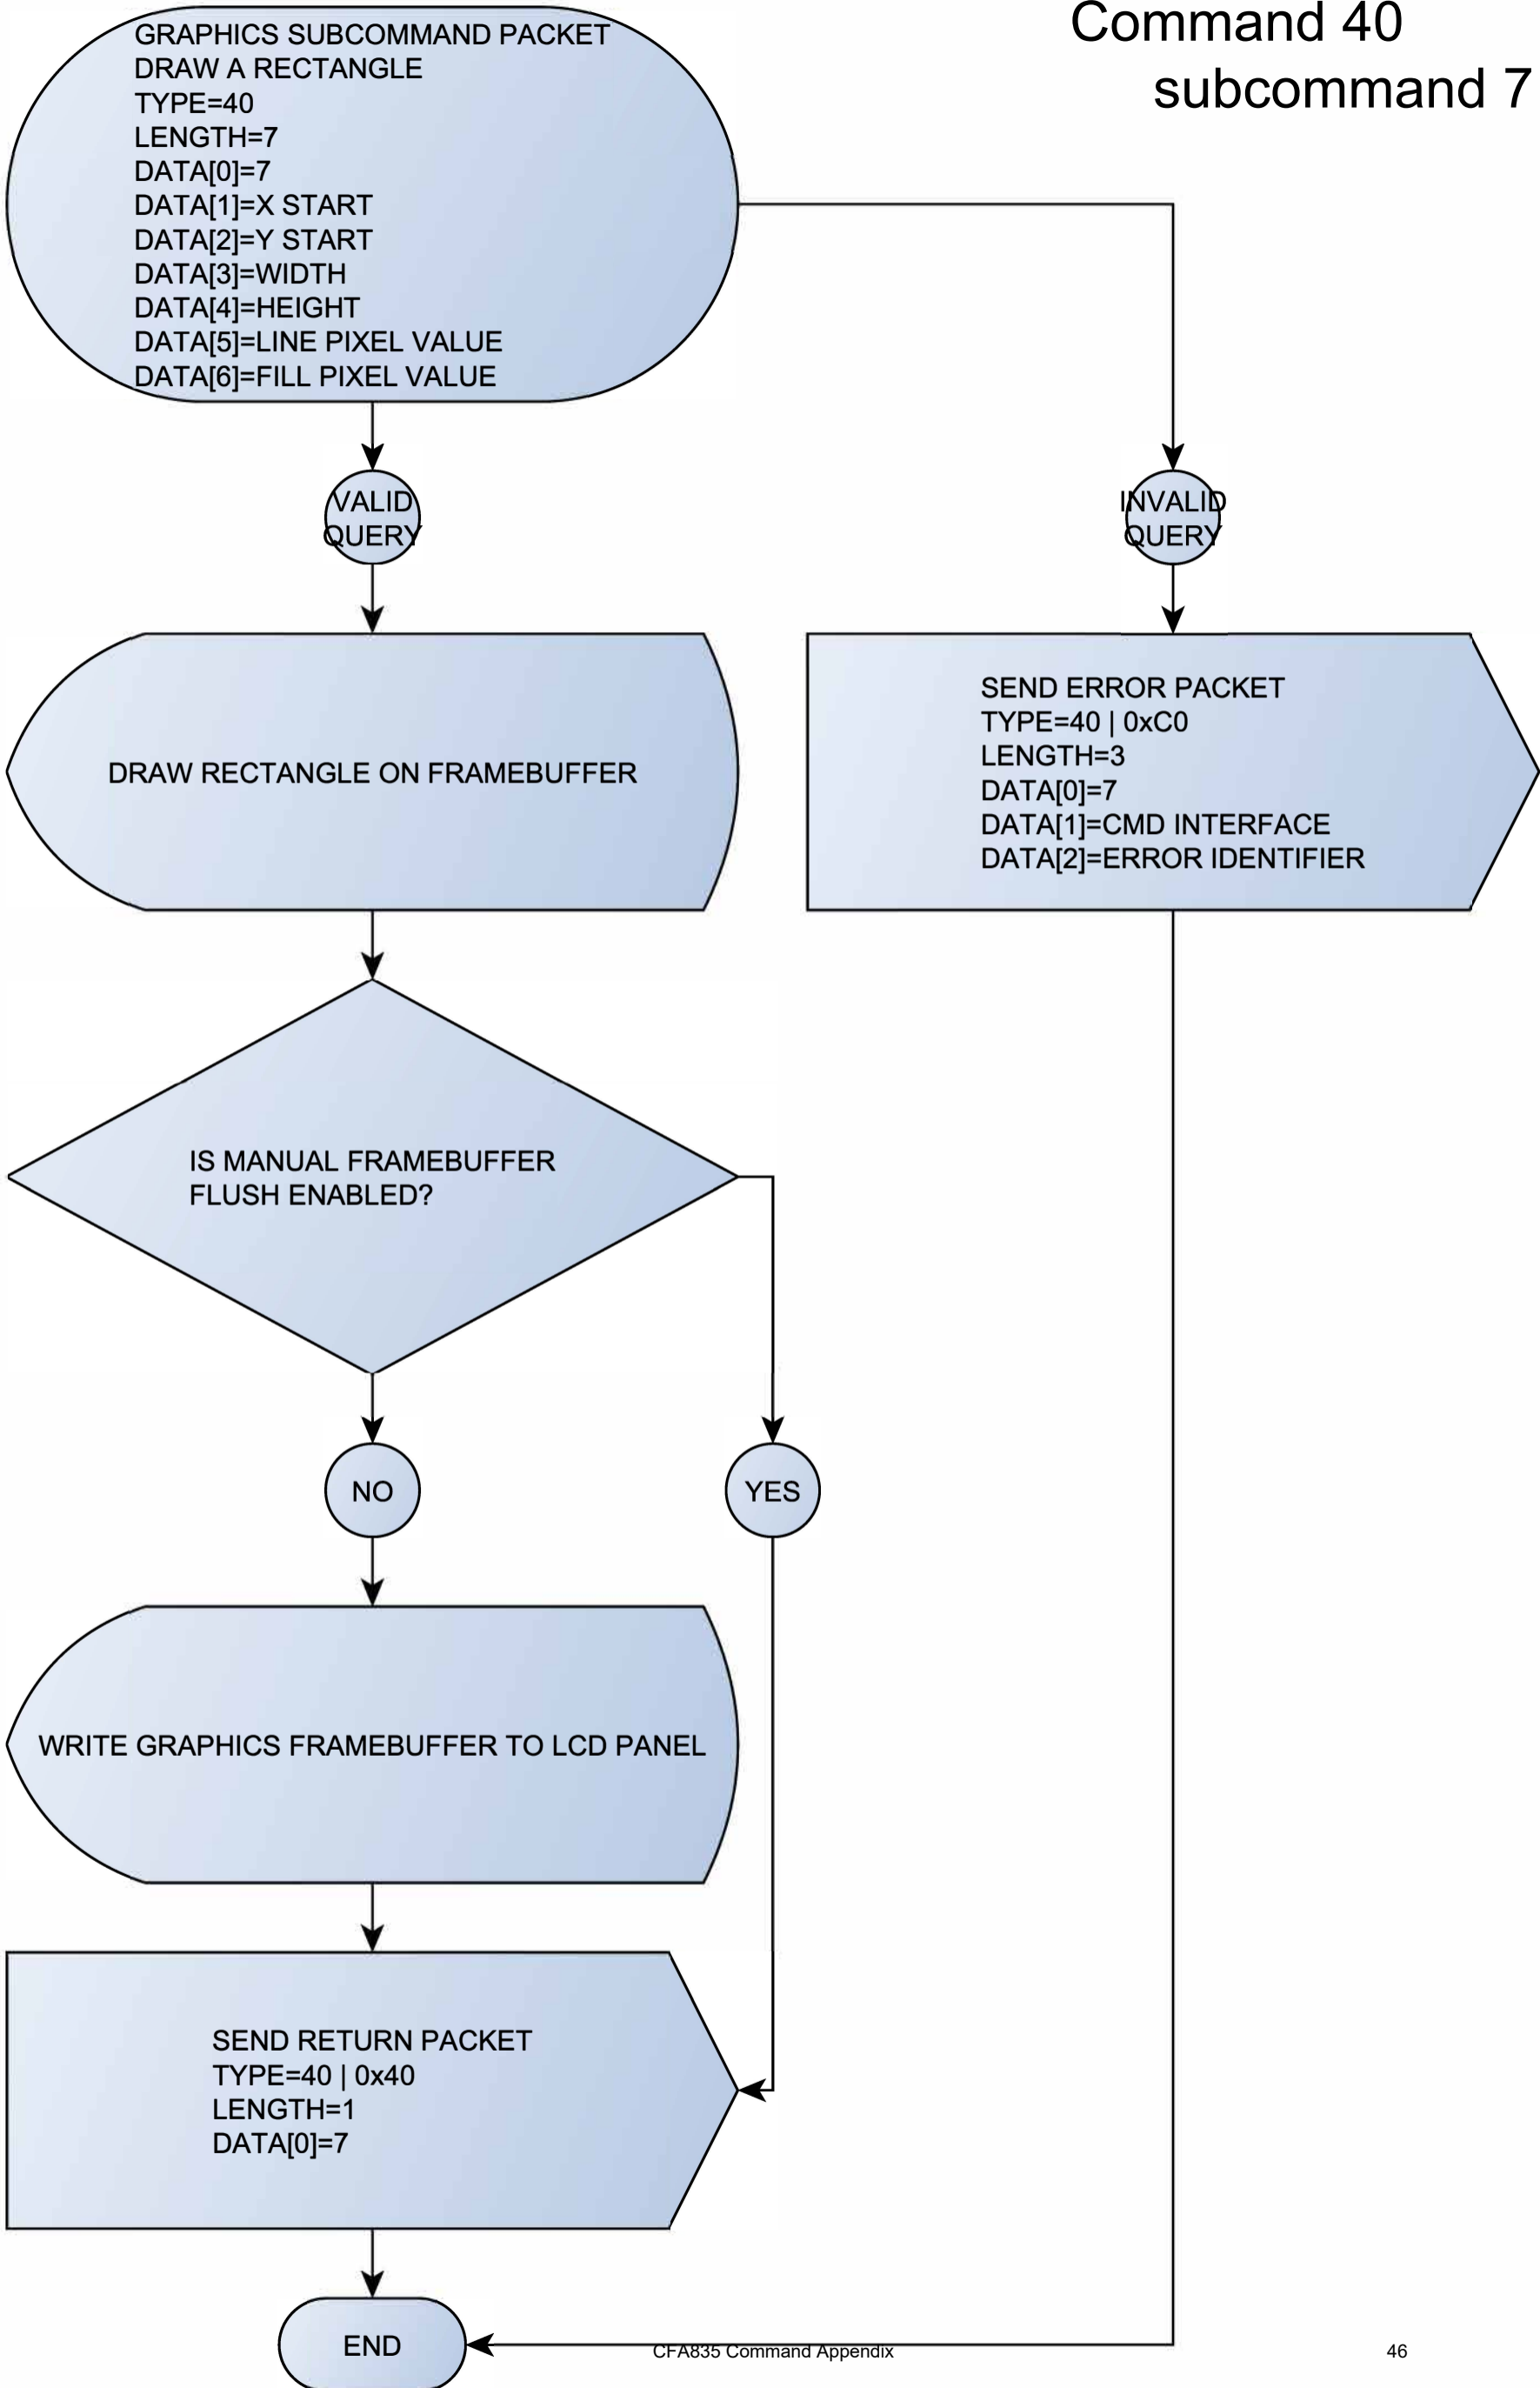 Command 40
subcommand 7
GRAPHICS SUBCOMMAND PACKET
DRAW A RECTANGLE
TYPE=40
LENGTH=7
DATA[0]=7
DATA[1]=X START
DATA[2]=Y START
DATA[3]=WIDTH
DATA[4]=HEIGHT
DATA[5]=LINE PIXEL VALUE
DATA[6]=FILL PIXEL VALUE
VALID
QUERY
INVALID
QUERY
DRAW RECTANGLE ON FRAMEBUFFER
SEND ERROR PACKET
TYPE=40 | 0xC0
LENGTH=3
DATA[0]=7
DATA[1]=CMD INTERFACE
DATA[2]=ERROR IDENTIFIER
IS MANUAL FRAMEBUFFER
FLUSH ENABLED?
NO
YES
WRITE GRAPHICS FRAMEBUFFER TO LCD PANEL
SEND RETURN PACKET
TYPE=40 | 0x40
LENGTH=1
DATA[0]=7
END
CFA835 Command Appendix
46